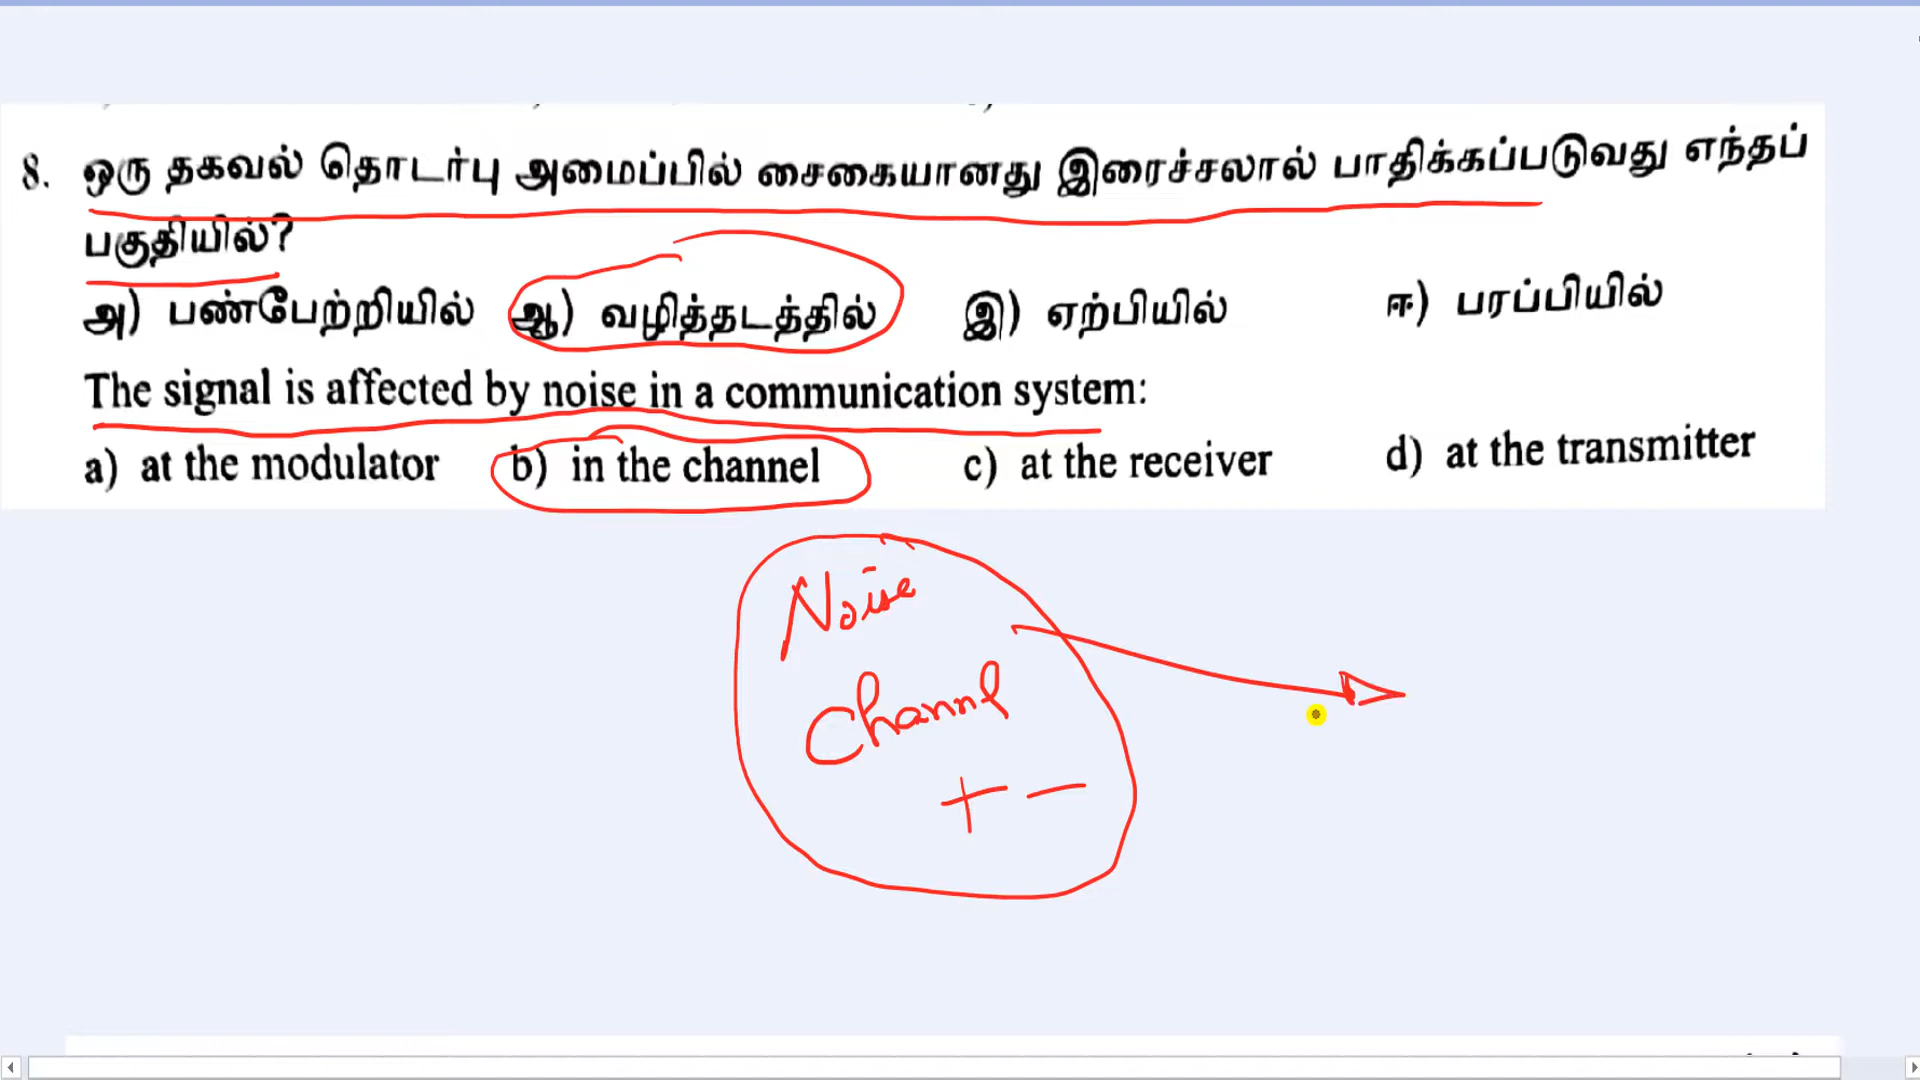 8. ஒரு தகவல் தொடர்பு அமைப்பில் சைகையானது இரைச்சலால் பாதிக்கப்படுவது எந்தப்
பகுதியில்?
அ) பண்பேற்றியில் ஆ) வழித்தடத்தில் இ) ஏற்பியில் ஈ) பரப்பியில்
The signal is affected by noise in a communication system:
a) at the modulator b) in the channel c) at the receiver d) at the transmitter
Noise
Channel
+ −